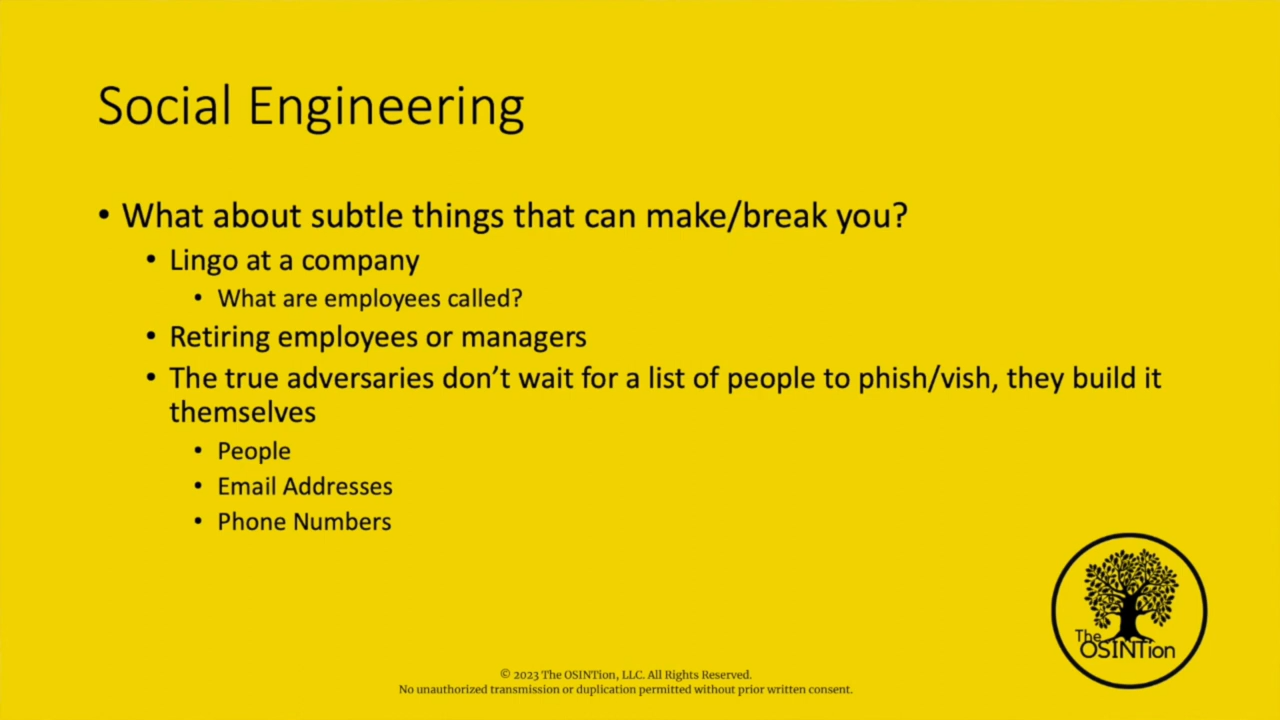 Social Engineering
• What about subtle things that can make/break you?
• Lingo at a company
• What are employees called?
• Retiring employees or managers
• The true adversaries don’t wait for a list of people to phish/vish, they build it
themselves
• People
• Email Addresses
• Phone Numbers
The
OSINTion
© 2023 The OSINTion, LLC. All Rights Reserved.
No unauthorized transmission or duplication permitted without prior written consent.